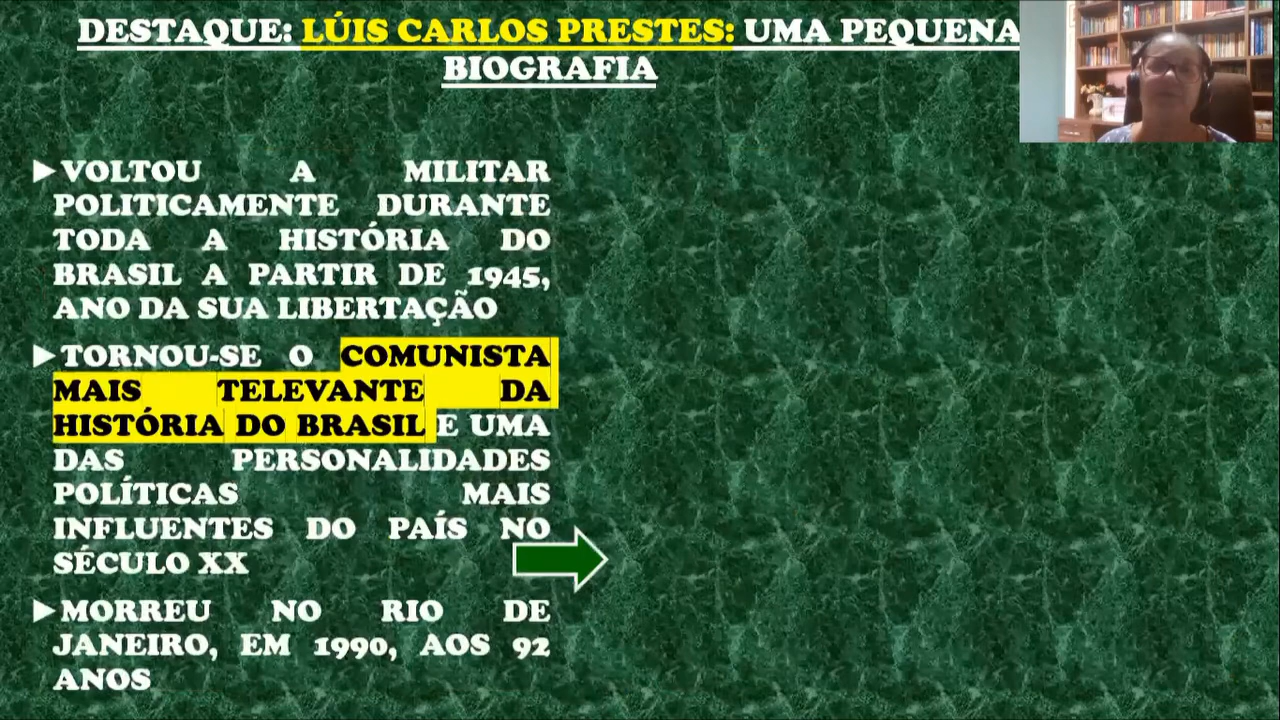 DESTAQUE: LÚIS CARLOS PRESTES: UMA PEQUENA
BIOGRAFIA
►VOLTOU A MILITAR
POLITICAMENTE DURANTE
TODA A HISTÓRIA DO
BRASIL A PARTIR DE 1945,
ANO DA SUA LIBERTAÇÃO
►TORNOU-SE O COMUNISTA
MAIS TELEVANTE DA
HISTÓRIA DO BRASIL E UMA
DAS PERSONALIDADES
POLÍTICAS MAIS
INFLUENTES DO PAÍS NO
SÉCULO XX
►MORREU NO RIO DE
JANEIRO, EM 1990, AOS 92
ANOS